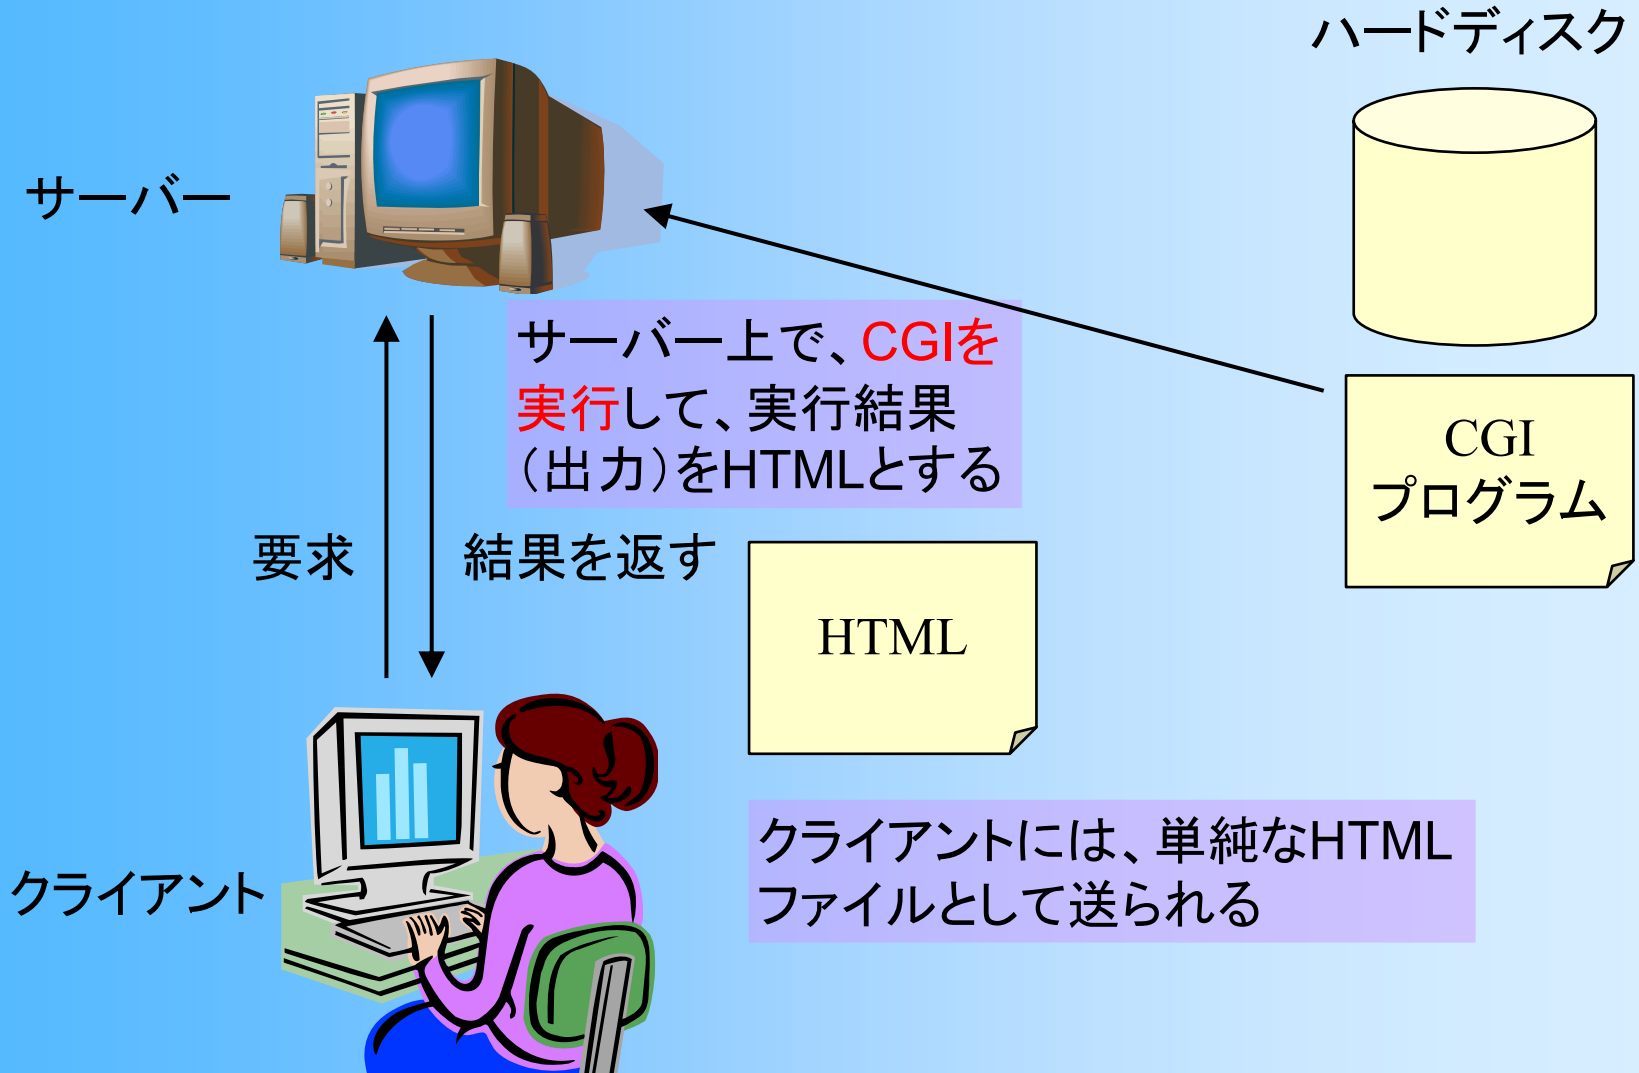 ハードディスク
サーバー
サーバー上で、CGIを
実行して、実行結果
（出力）をHTMLとする
CGI
プログラム
要求
結果を返す
HTML
クライアントには、単純なHTML
ファイルとして送られる
クライアント